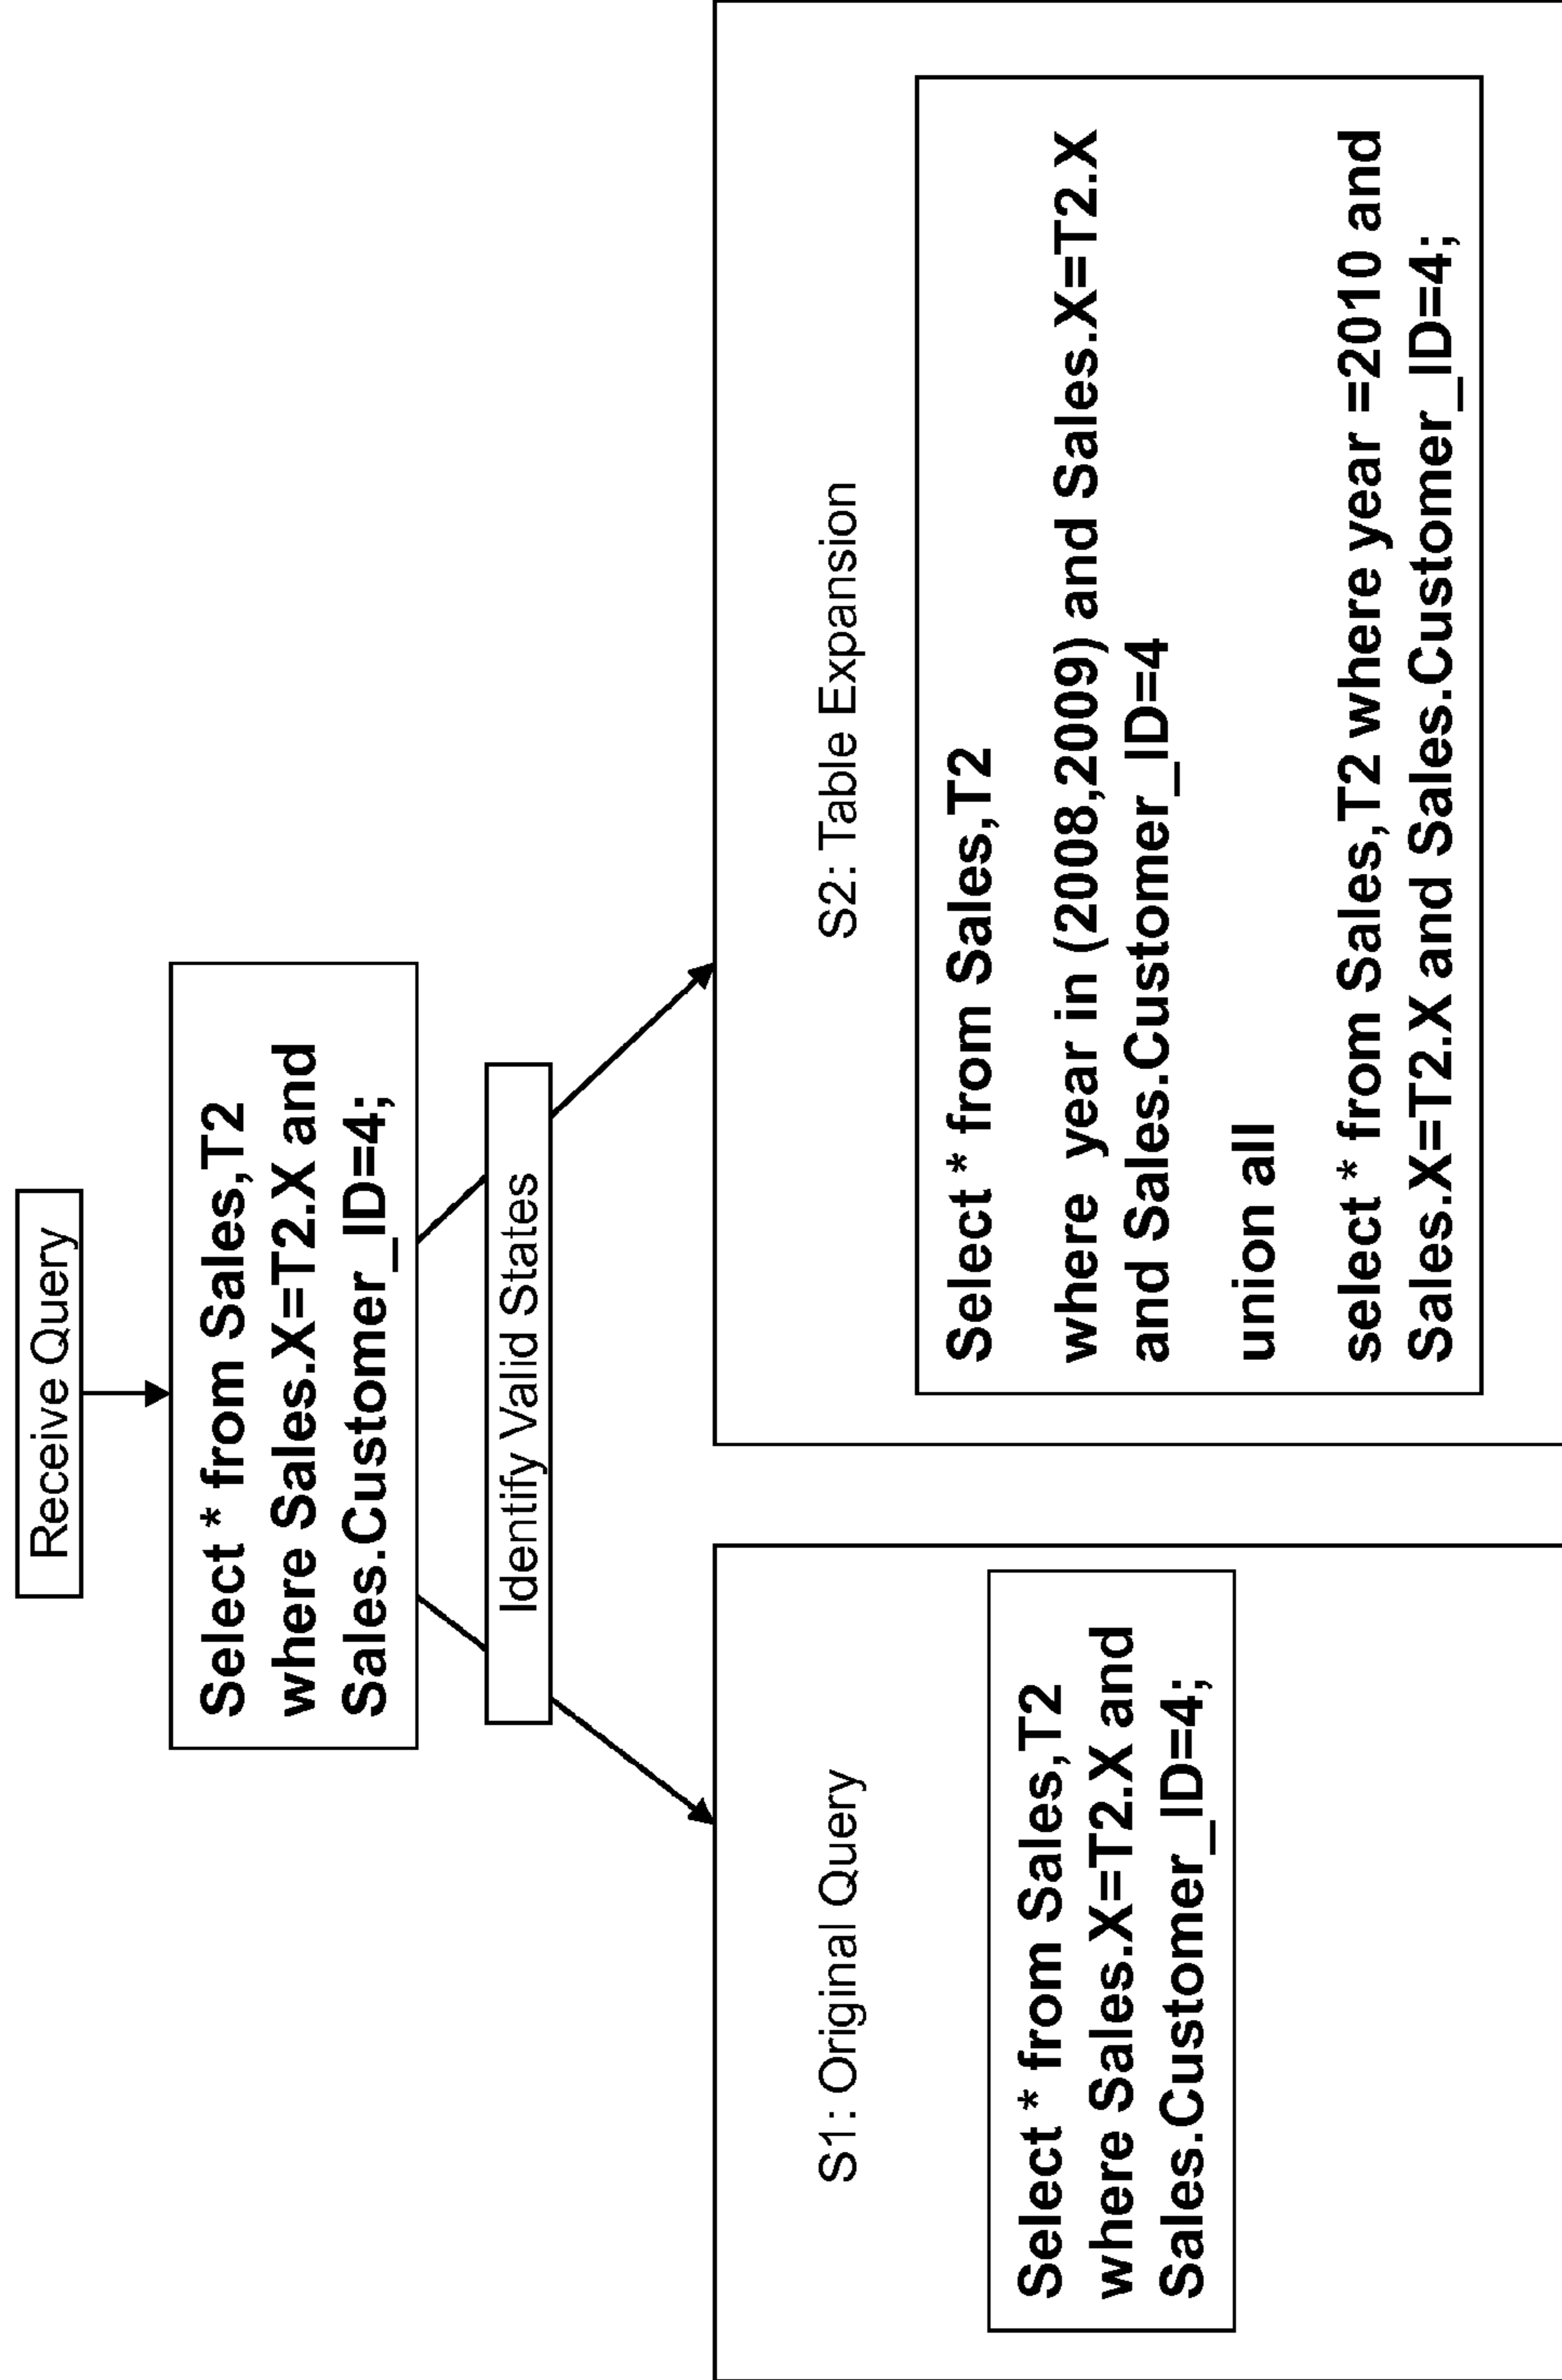 Receive Query
Select * from Sales,T2
where Sales.X=T2.X and
Sales.Customer_ID=4;
Identify Valid States
S1: Original Query
Select * from Sales,T2
where Sales.X=T2.X and
Sales.Customer_ID=4;
S2: Table Expansion
Select * from Sales,T2
where  year in (2008,2009) and Sales.X=T2.X
and Sales.Customer_ID=4
union all
select * from Sales,T2 where year =2010 and
Sales.X=T2.X and Sales.Customer_ID=4;